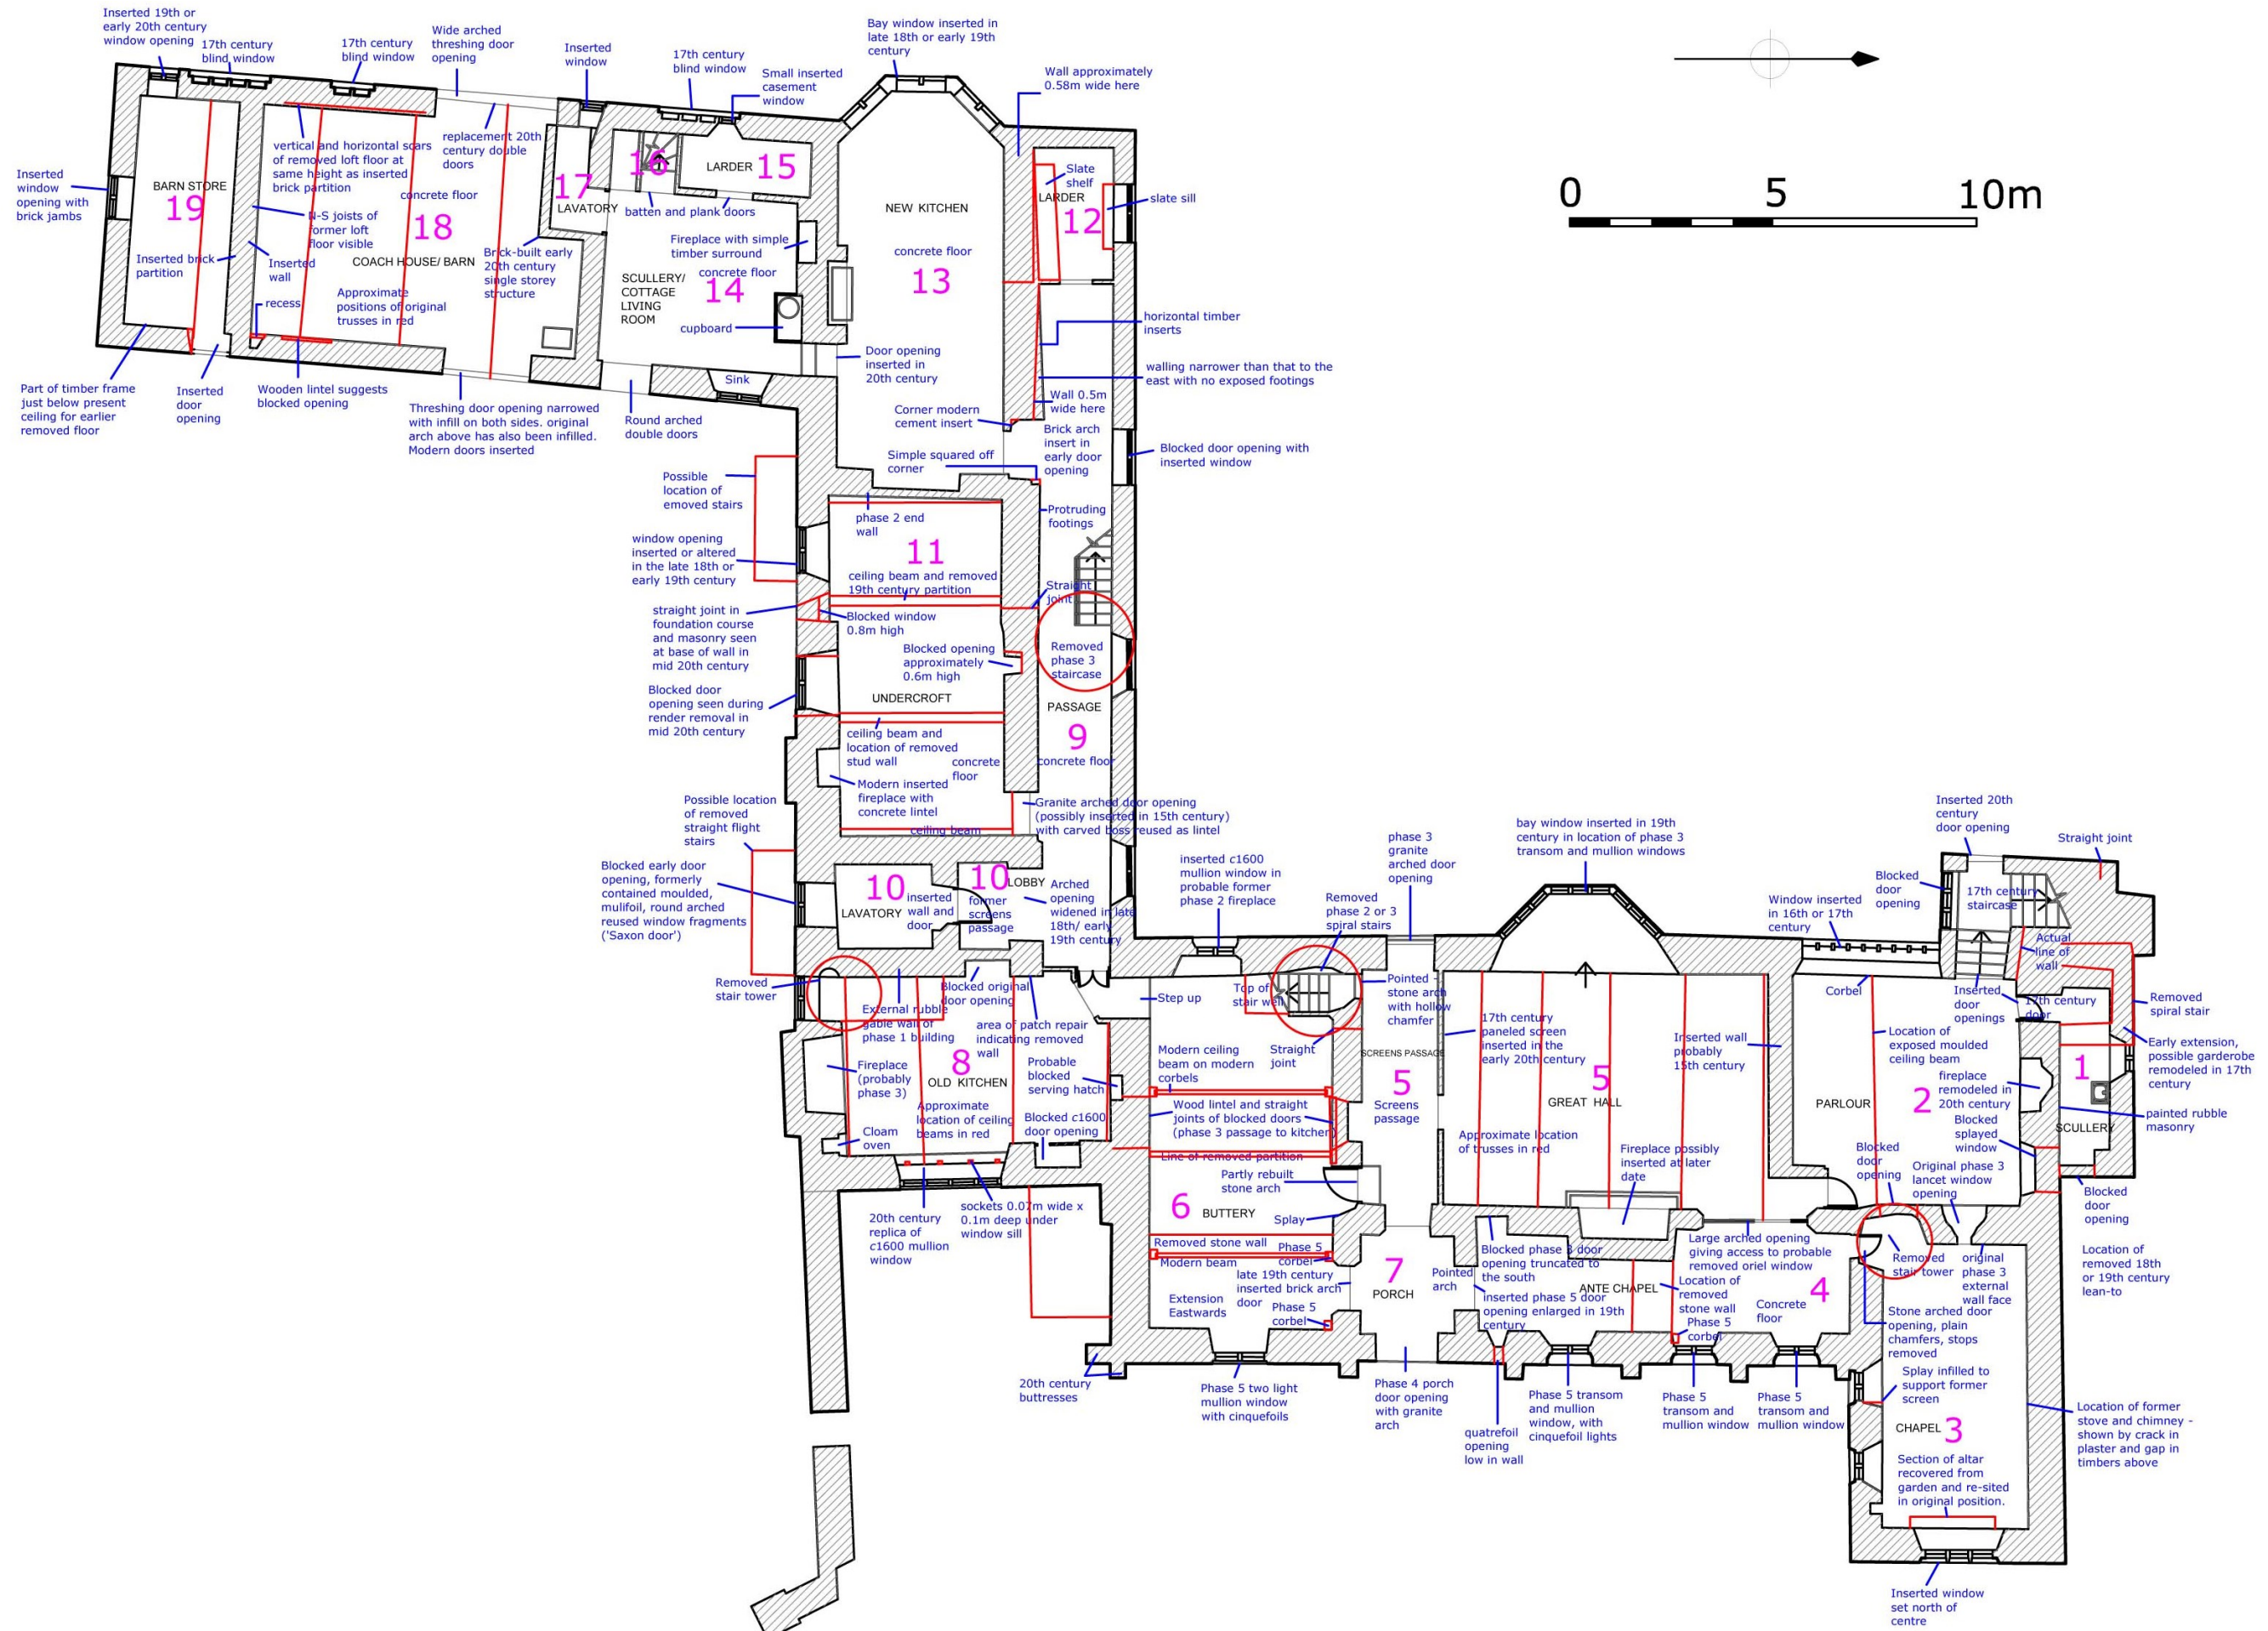 Inserted 19th or
early 20th century
window opening
17th century
blind window
17th century
blind window
Wide arched
threshing door
opening
Inserted
window
17th century
blind window
Small inserted
casement
window
Bay window inserted in
late 18th or early 19th
century
Wall approximately
0.58m wide here
0
5
10m
Inserted
window
opening with
brick jambs
BARN STORE
19
vertical and horizontal scars
of removed loft floor at
same height as inserted
brick partition
replacement 20th
century double
doors
concrete floor
N-S joists of
former loft
floor visible
18
COACH HOUSE/ BARN
Inserted brick
partition
Inserted
wall
recess
Approximate
positions of original
trusses in red
Brick-built early
20th century
single storey
structure
17
LAVATORY
16
LARDER
15
batten and plank doors
Fireplace with simple
timber surround
concrete floor
SCULLERY/
COTTAGE
LIVING
ROOM
14
cupboard
Sink
NEW KITCHEN
concrete floor
13
Slate
shelf
LARDER
12
slate sill
horizontal timber
inserts
walling narrower than that to the
east with no exposed footings
Door opening
inserted in
20th century
Wall 0.5m
wide here
Corner modern
cement insert
Brick arch
insert in
early door
opening
Simple squared off
corner
Blocked door opening with
inserted window
Part of timber frame
just below present
ceiling for earlier
removed floor
Inserted
door
opening
Wooden lintel suggests
blocked opening
Threshing door opening narrowed
with infill on both sides. original
arch above has also been infilled.
Modern doors inserted
Round arched
double doors
Possible
location of
emoved stairs
phase 2 end
wall
Protruding
footings
window opening
inserted or altered
in the late 18th or
early 19th century
11
ceiling beam and removed
19th century partition
Straight
joint
straight joint in
foundation course
and masonry seen
at base of wall in
mid 20th century
Blocked window
0.8m high
Blocked opening
approximately
0.6m high
Removed
phase 3
staircase
Blocked door
opening seen during
render removal in
mid 20th century
UNDERCROFT
PASSAGE
9
concrete floor
ceiling beam and
location of removed
stud wall
concrete
floor
Modern inserted
fireplace with
concrete lintel
ceiling beam
Granite arched door opening
(possibly inserted in 15th century)
with carved boss reused as lintel
Possible location
of removed
straight flight
stairs
Blocked early door
opening, formerly
contained moulded,
mulifoil, round arched
reused window fragments
('Saxon door')
10
LAVATORY
inserted
wall and
door
10
LOBBY
former
screens
passage
Arched
opening
widened in late
18th/ early
19th century
inserted c1600
mullion window in
probable former
phase 2 fireplace
Removed
phase 2 or 3
spiral stairs
phase 3
granite
arched door
opening
bay window inserted in 19th
century in location of phase 3
transom and mullion windows
Window inserted
in 16th or 17th
century
Blocked
door
opening
Inserted 20th
century
door opening
Straight joint
17th century
staircase
Actual
line of
wall
Removed
stair tower
Blocked original
door opening
External rubble
gable wall of
phase 1 building
area of patch repair
indicating removed
wall
Step up
Top of
stair well
Pointed
stone arch
with hollow
chamfer
Corbel
Inserted
door
openings
17th century
door
Removed
spiral stair
Fireplace
(probably
phase 3)
8
OLD KITCHEN
Probable
blocked
serving hatch
Approximate
location of ceiling
beams in red
Blocked c1600
door opening
Cloam
oven
Modern ceiling
beam on modern
corbels
Straight
joint
SCREENS PASSAGE
5
Screens
passage
Wood lintel and straight
joints of blocked doors
(phase 3 passage to kitchen)
Line of removed partition
Partly rebuilt
stone arch
6
BUTTERY
Splay
Removed stone wall
Modern beam
Phase 5
corbel
Extension
Eastwards
late 19th century
inserted brick arch
door
Phase 5
corbel
17th century
paneled screen
inserted in the
early 20th century
5
GREAT HALL
Approximate location
of trusses in red
Fireplace possibly
inserted at later
date
Inserted wall
probably
15th century
Location of
exposed moulded
ceiling beam
fireplace
remodeled in
20th century
PARLOUR
2
Blocked
splayed
window
Blocked
door
opening
Original phase 3
lancet window
opening
1
SCULLERY
Early extension,
possible garderobe
remodeled in 17th
century
painted rubble
masonry
Blocked
door
opening
Location of
removed 18th
or 19th century
lean-to
20th century
replica of
c1600 mullion
window
sockets 0.07m wide x
0.1m deep under
window sill
7
PORCH
Pointed
arch
Blocked phase 3 door
opening truncated to
the south
inserted phase 5 door
opening enlarged in 19th
century
ANTE CHAPEL
Large arched opening
giving access to probable
removed oriel window
Location of
removed
stone wall
Phase 5
corbel
Concrete
floor
4
Removed
stair tower
original
phase 3
external
wall face
Stone arched door
opening, plain
chamfers, stops
removed
Splay infilled to
support former
screen
CHAPEL
3
Section of altar
recovered from
garden and re-sited
in original position.
Location of former
stove and chimney -
shown by crack in
plaster and gap in
timbers above
20th century
buttresses
Phase 5 two light
mullion window
with cinquefoils
Phase 4 porch
door opening
with granite
arch
quatrefoil
opening
low in wall
Phase 5 transom
and mullion
window, with
cinquefoil lights
Phase 5
transom and
mullion window
Phase 5
transom and
mullion window
Inserted window
set north of
centre